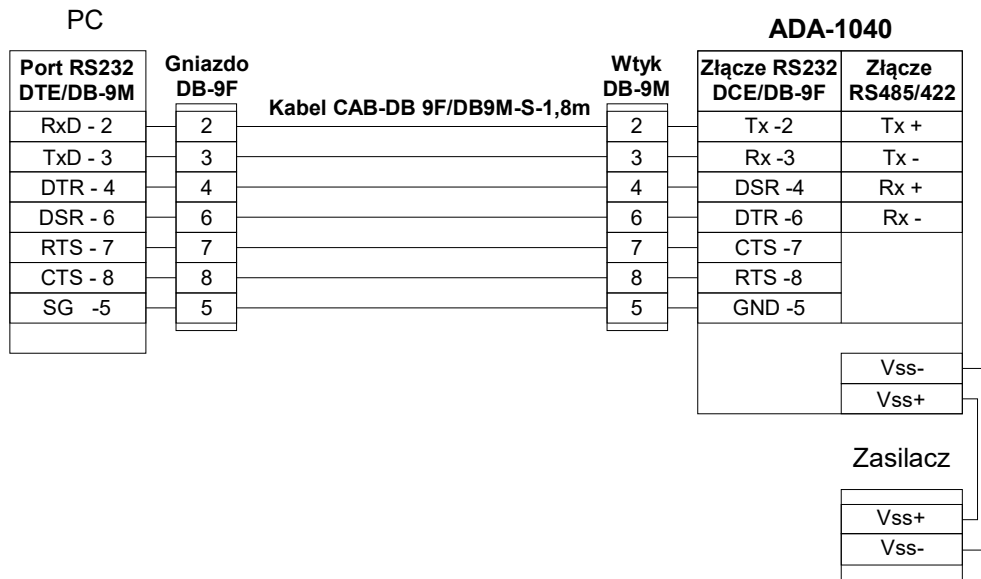 PC
ADA-1040
Port RS232 Gniazdo Wtyk Złącze RS232 Złącze
DTE/DB-9M DB-9F DB-9M DCE/DB-9F RS485/422
Kabel CAB-DB 9F/DB9M-S-1,8m
RxD - 2 2 2 Tx -2 Tx +
TxD - 3 3 3 Rx -3 Tx -
DTR - 4 4 4 DSR -4 Rx +
DSR - 6 6 6 DTR -6 Rx -
RTS - 7 7 7 CTS -7
CTS - 8 8 8 RTS -8
SG -5 5 5 GND -5
Vss-
Vss+
Zasilacz
Vss+
Vss-